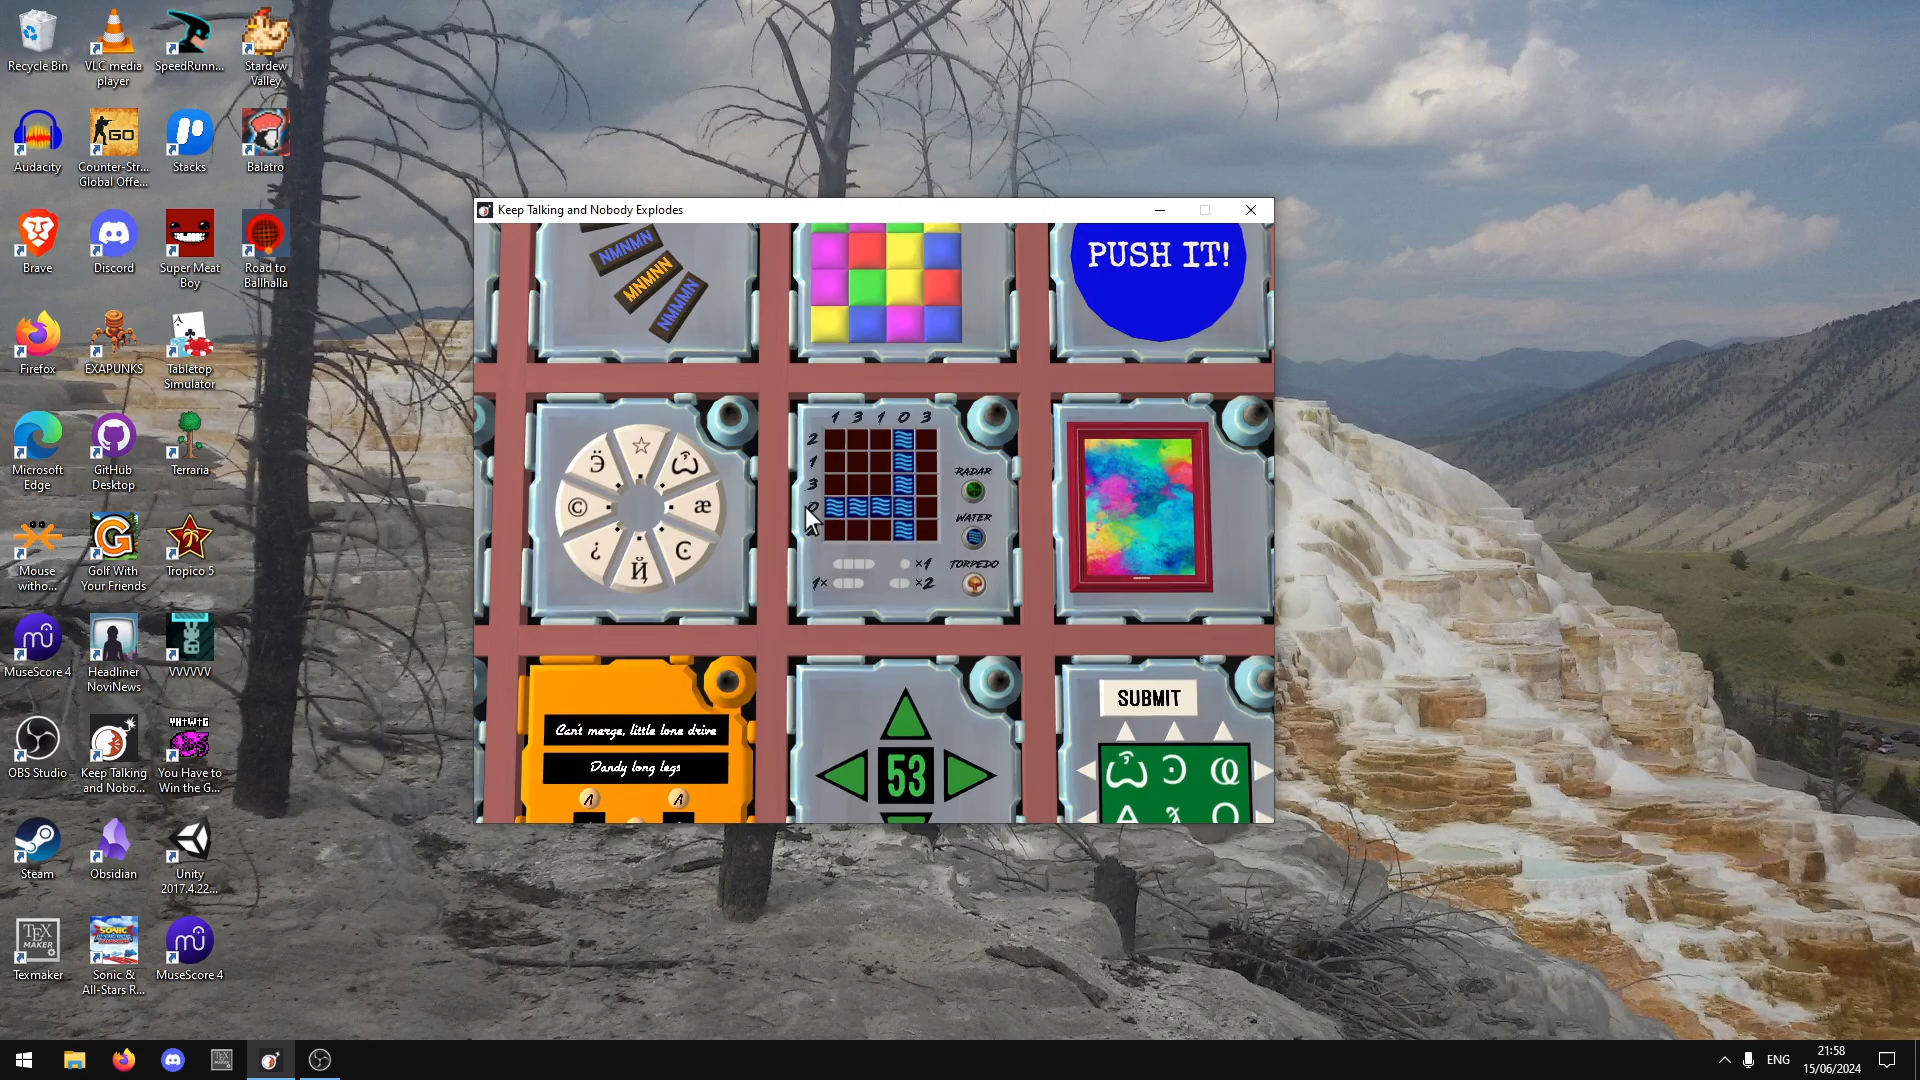 Recycle Bin
VLC media player
SpeedRunn...
Stardew Valley
Audacity
Counter-Str... Global Offe...
Stacks
Balatro
Brave
Discord
Super Meat Boy
Road to Ballhalla
Firefox
EXAPUNKS
Tabletop Simulator
Microsoft Edge
GitHub Desktop
Terraria
Mouse witho...
Golf With Your Friends
Tropico 5
MuseScore 4
Headliner NoviNews
VVVVVV
OBS Studio
Keep Talking and Nobo...
You Have to Win the G...
Steam
Obsidian
Unity 2017.4.22...
Texmaker
Sonic & All-Stars R...
MuseScore 4
Keep Talking and Nobody Explodes
NMNMN
MNMNN
NMMMN
PUSH IT!
1 3 1 0 3
2
1
3
0
RADAR
WATER
TORPEDO
×1
1×
×2
☆
Ѽ
æ
Ͼ
Ҋ
¿
©
Ӭ
Can't merge, little lone drive
Dandy long legs
53
SUBMIT
ENG
21:58
15/06/2024